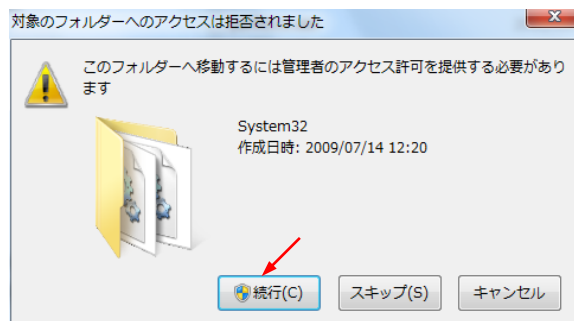 対象のフォルダーへのアクセスは拒否されました
このフォルダーへ移動するには管理者のアクセス許可を提供する必要があり
ます
System32
作成日時: 2009/07/14 12:20
続行(C)
スキップ(S)
キャンセル